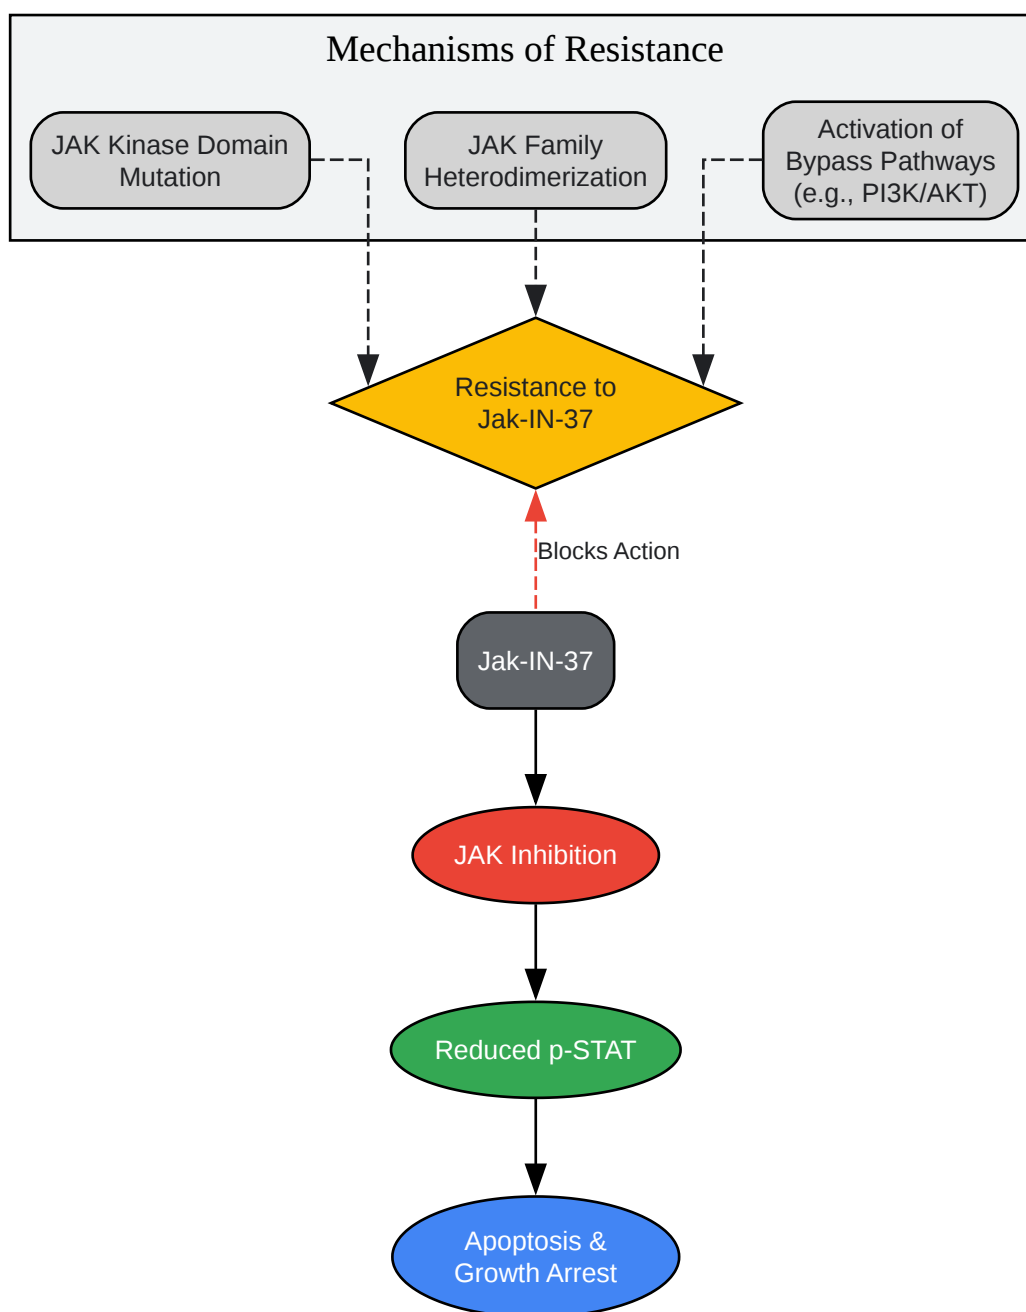 Mechanisms of Resistance
JAK Kinase Domain
Mutation
JAK Family
Heterodimerization
Activation of
Bypass Pathways
(e.g., PI3K/AKT)
Resistance to
Jak-IN-37
Blocks Action
Jak-IN-37
JAK Inhibition
Reduced p-STAT
Apoptosis &
Growth Arrest